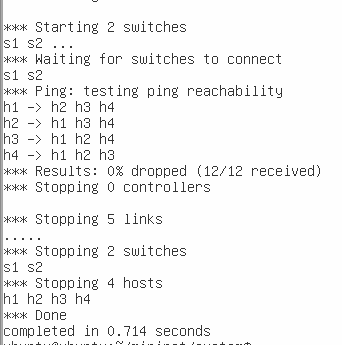 *** Starting 2 switches
s1 s2 ...
*** Waiting for switches to connect
s1 s2
*** Ping: testing ping reachability
h1 -> h2 h3 h4
h2 -> h1 h3 h4
h3 -> h1 h2 h4
h4 -> h1 h2 h3
*** Results: 0% dropped (12/12 received)
*** Stopping 0 controllers
*** Stopping 5 links
.....
*** Stopping 2 switches
s1 s2
*** Stopping 4 hosts
h1 h2 h3 h4
*** Done
completed in 0.714 seconds